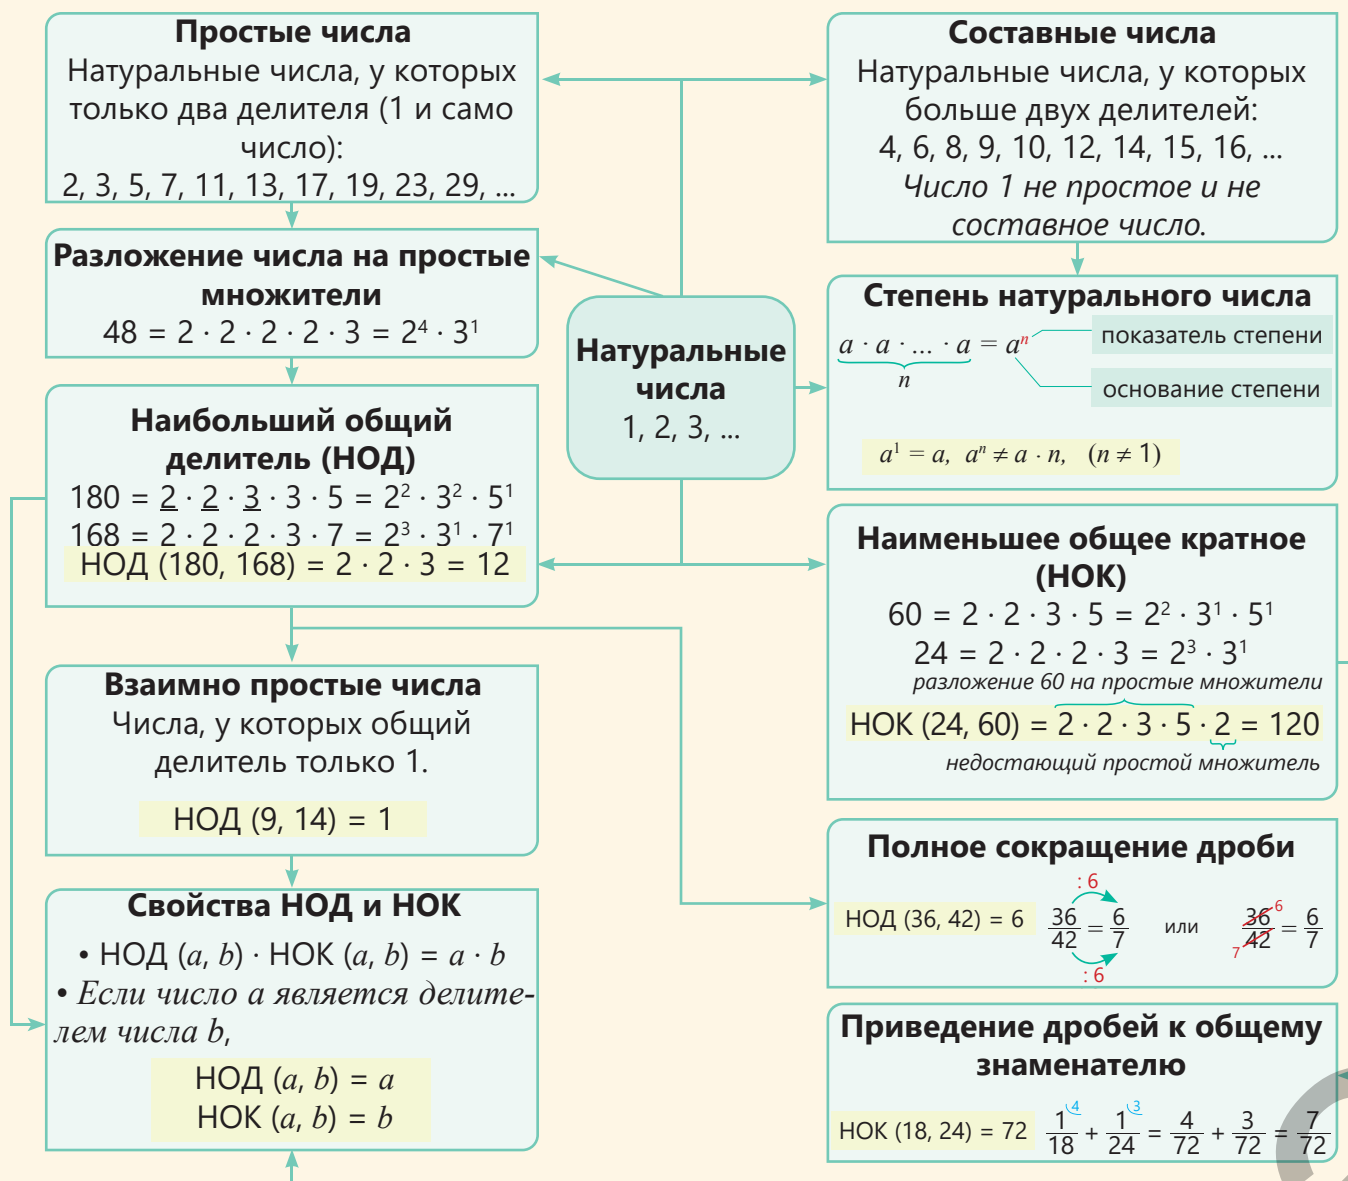 Простые числа
Натуральные числа, у которых
только два делителя (1 и само
число):
2, 3, 5, 7, 11, 13, 17, 19, 23, 29, ...
Разложение числа на простые
множители
48 = 2 · 2 · 2 · 2 · 3 = 2⁴ · 3¹
Наибольший общий
делитель (НОД)
180 = 2 · 2 · 3 · 3 · 5 = 2² · 3² · 5¹
168 = 2 · 2 · 2 · 3 · 7 = 2³ · 3¹ · 7¹
НОД (180, 168) = 2 · 2 · 3 = 12
Взаимно простые числа
Числа, у которых общий
делитель только 1.
НОД (9, 14) = 1
Свойства НОД и НОК
• НОД (a, b) · НОК (a, b) = a · b
• Если число a является делите-
лем числа b,
НОД (a, b) = a
НОК (a, b) = b
Натуральные
числа
1, 2, 3, ...
Составные числа
Натуральные числа, у которых
больше двух делителей:
4, 6, 8, 9, 10, 12, 14, 15, 16, ...
Число 1 не простое и не
составное число.
Степень натурального числа
a · a · ... · a = aⁿ
n
показатель степени
основание степени
a¹ = a, aⁿ ≠ a · n, (n ≠ 1)
Наименьшее общее кратное
(НОК)
60 = 2 · 2 · 3 · 5 = 2² · 3¹ · 5¹
24 = 2 · 2 · 2 · 3 = 2³ · 3¹
разложение 60 на простые множители
НОК (24, 60) = 2 · 2 · 3 · 5 · 2 = 120
недостающий простой множитель
Полное сокращение дроби
НОД (36, 42) = 6
: 6
36/42 = 6/7
: 6
или
36/42 = 6/7
6
7
Приведение дробей к общему
знаменателю
НОК (18, 24) = 72
4 3
1/18 + 1/24 = 4/72 + 3/72 = 7/72